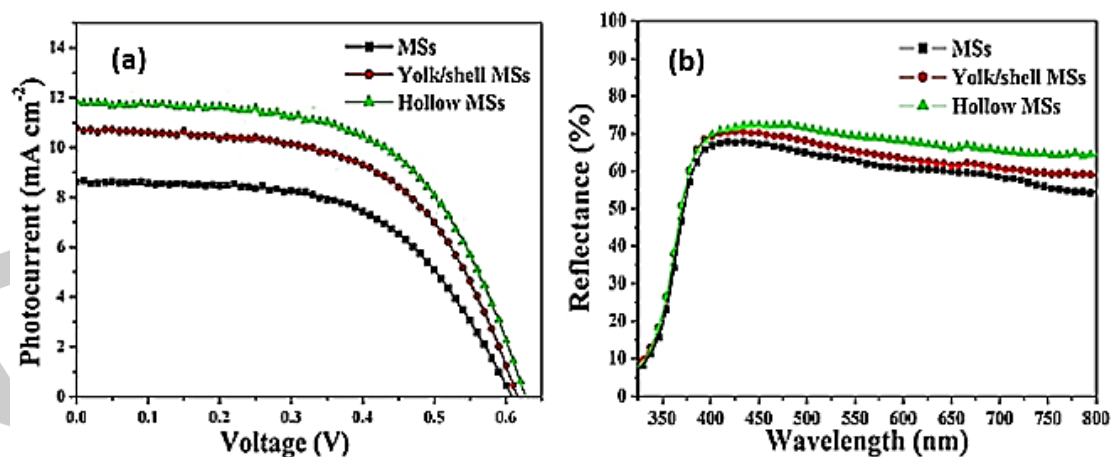 (a)
MSs
Yolk/shell MSs
Hollow MSs
Photocurrent (mA cm⁻²)
14
12
10
8
6
4
2
0
0.0 0.1 0.2 0.3 0.4 0.5 0.6
Voltage (V)
(b)
MSs
Yolk/shell MSs
Hollow MSs
Reflectance (%)
100
90
80
70
60
50
40
30
20
10
0
350 400 450 500 550 600 650 700 750 800
Wavelength (nm)